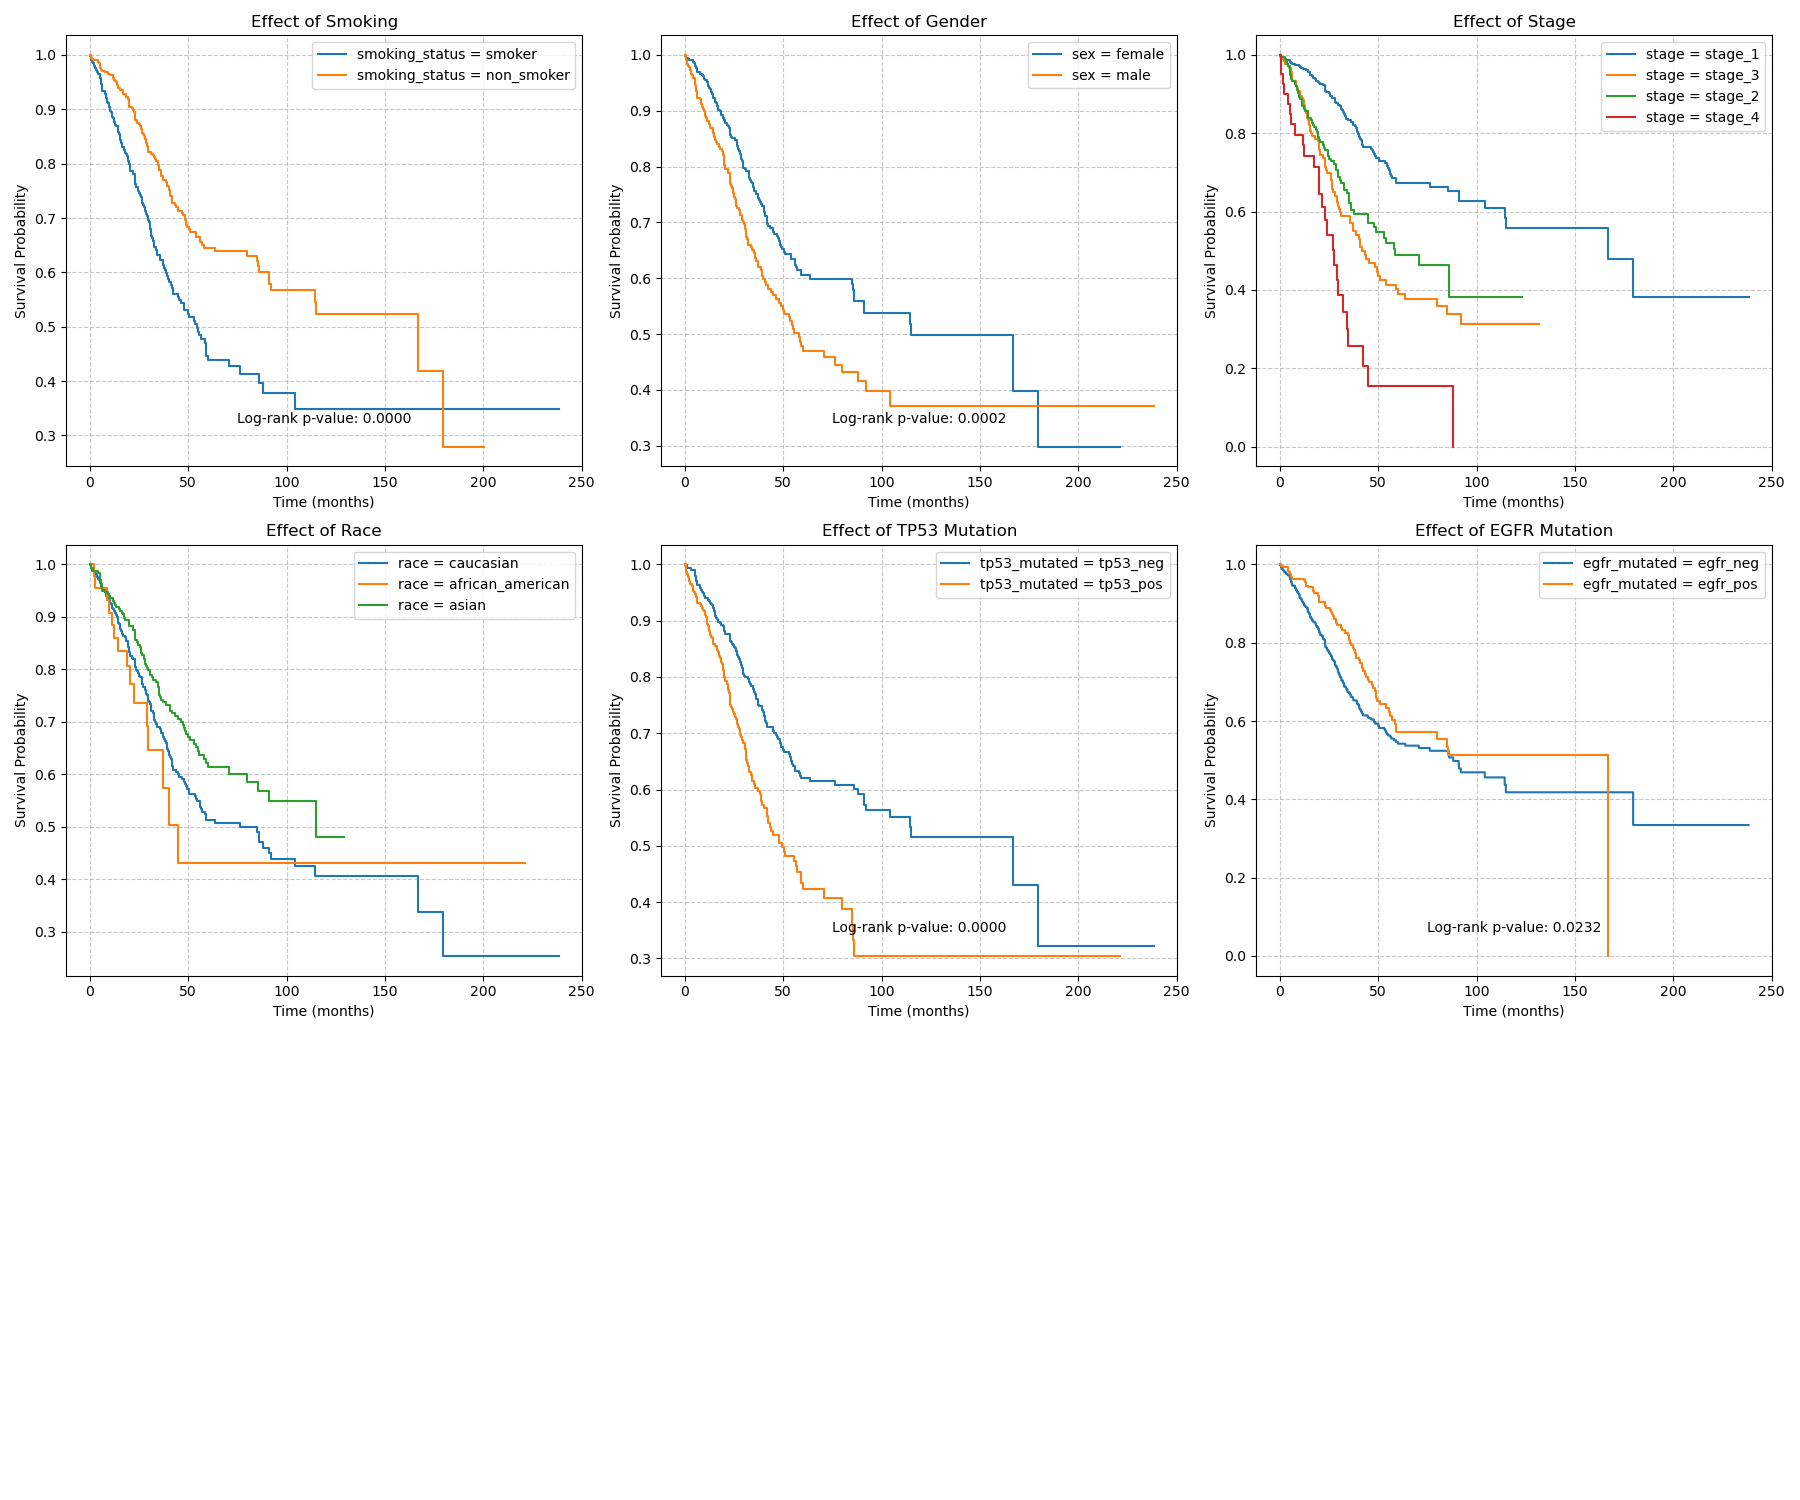 Effect of Smoking
smoking_status = smoker
smoking_status = non_smoker
1.0
0.9
0.8
0.7
0.6
0.5
0.4
0.3
Survival Probability
Log-rank p-value: 0.0000
0 50 100 150 200 250
Time (months)
Effect of Gender
sex = female
sex = male
1.0
0.9
0.8
0.7
0.6
0.5
0.4
0.3
Survival Probability
Log-rank p-value: 0.0002
0 50 100 150 200 250
Time (months)
Effect of Stage
stage = stage_1
stage = stage_3
stage = stage_2
stage = stage_4
1.0
0.8
0.6
0.4
0.2
0.0
Survival Probability
0 50 100 150 200 250
Time (months)
Effect of Race
race = caucasian
race = african_american
race = asian
1.0
0.9
0.8
0.7
0.6
0.5
0.4
0.3
Survival Probability
0 50 100 150 200 250
Time (months)
Effect of TP53 Mutation
tp53_mutated = tp53_neg
tp53_mutated = tp53_pos
1.0
0.9
0.8
0.7
0.6
0.5
0.4
0.3
Survival Probability
Log-rank p-value: 0.0000
0 50 100 150 200 250
Time (months)
Effect of EGFR Mutation
egfr_mutated = egfr_neg
egfr_mutated = egfr_pos
1.0
0.8
0.6
0.4
0.2
0.0
Survival Probability
Log-rank p-value: 0.0232
0 50 100 150 200 250
Time (months)